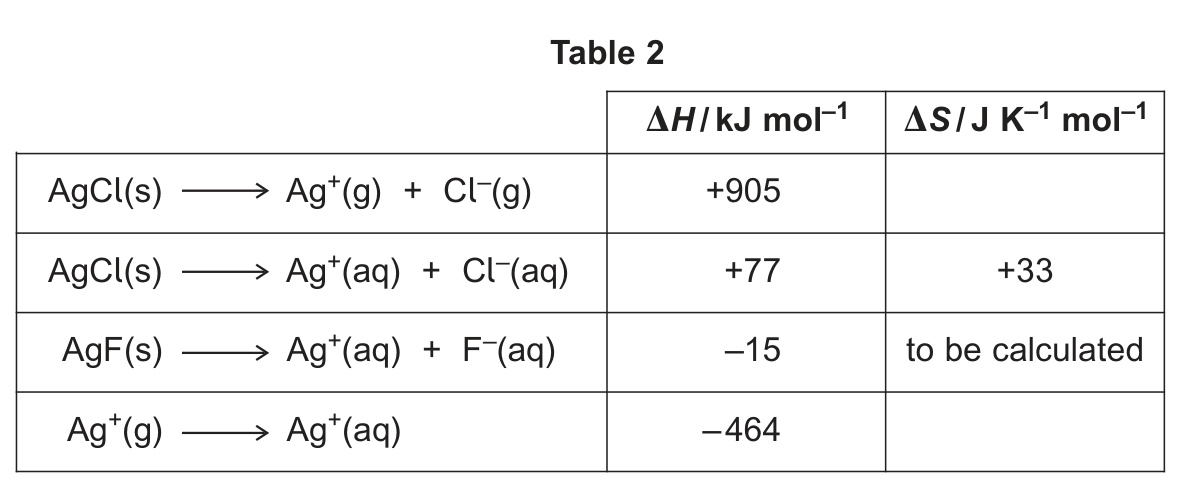 Table 2
ΔH / kJ mol⁻¹ ΔS / J K⁻¹ mol⁻¹
AgCl(s) ⟶ Ag⁺(g) + Cl⁻(g) +905
AgCl(s) ⟶ Ag⁺(aq) + Cl⁻(aq) +77 +33
AgF(s) ⟶ Ag⁺(aq) + F⁻(aq) –15 to be calculated
Ag⁺(g) ⟶ Ag⁺(aq) –464